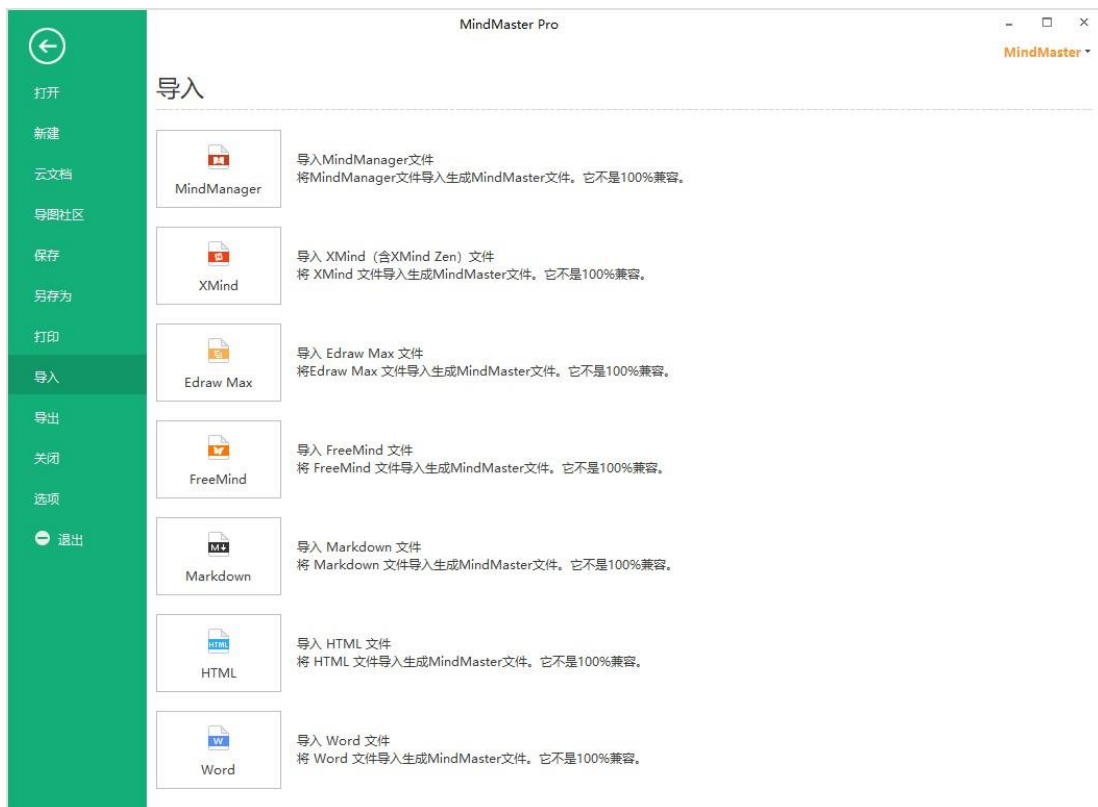 MindMaster Pro
MindMaster
打开
新建
云文档
导图社区
保存
另存为
打印
导入
导出
关闭
选项
退出
导入
MindManager
导入MindManager文件
将MindManager文件导入生成MindMaster文件。它不是100%兼容。
XMind
导入 XMind（含XMind Zen）文件
将 XMind 文件导入生成MindMaster文件。它不是100%兼容。
Edraw Max
导入 Edraw Max 文件
将Edraw Max 文件导入生成MindMaster文件。它不是100%兼容。
FreeMind
导入 FreeMind 文件
将 FreeMind 文件导入生成MindMaster文件。它不是100%兼容。
M↓
Markdown
导入 Markdown 文件
将 Markdown 文件导入生成MindMaster文件。它不是100%兼容。
HTML
HTML
导入 HTML 文件
将 HTML 文件导入生成MindMaster文件。它不是100%兼容。
W
Word
导入 Word 文件
将 Word 文件导入生成MindMaster文件。它不是100%兼容。